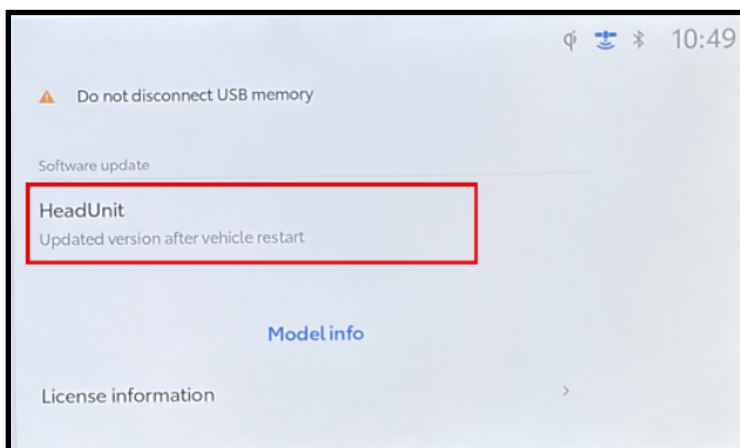 qi 10:49
Do not disconnect USB memory
Software update
HeadUnit
Updated version after vehicle restart
Model info
License information